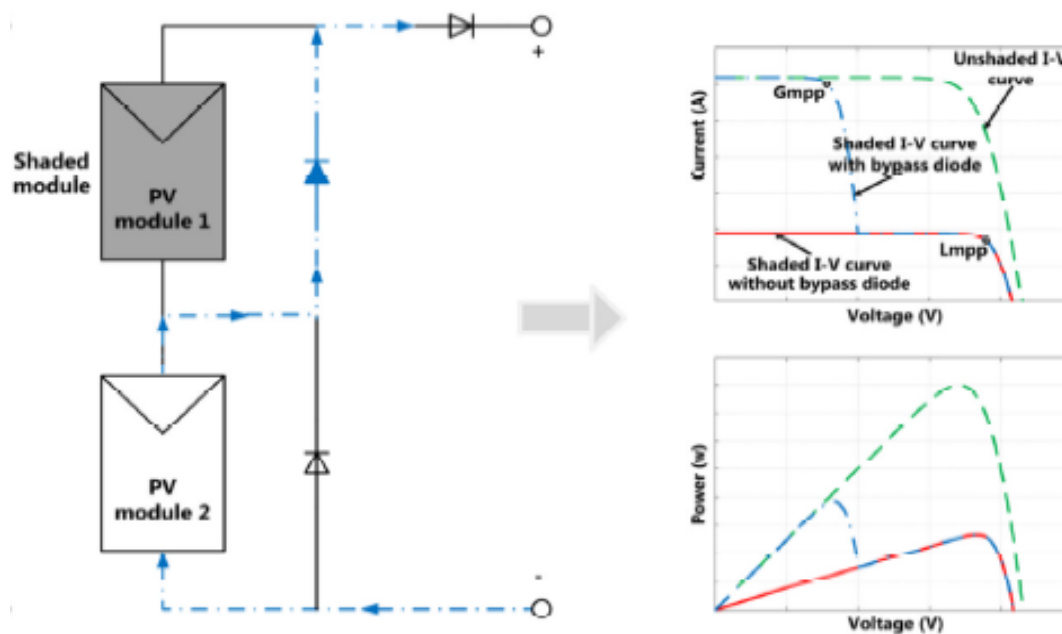 +
Shaded
module
PV
module 1
PV
module 2
-
Current (A)
Unshaded I-V
curve
Gmpp
Shaded I-V curve
with bypass diode
Lmpp
Shaded I-V curve
without bypass diode
Voltage (V)
Power (w)
Voltage (V)